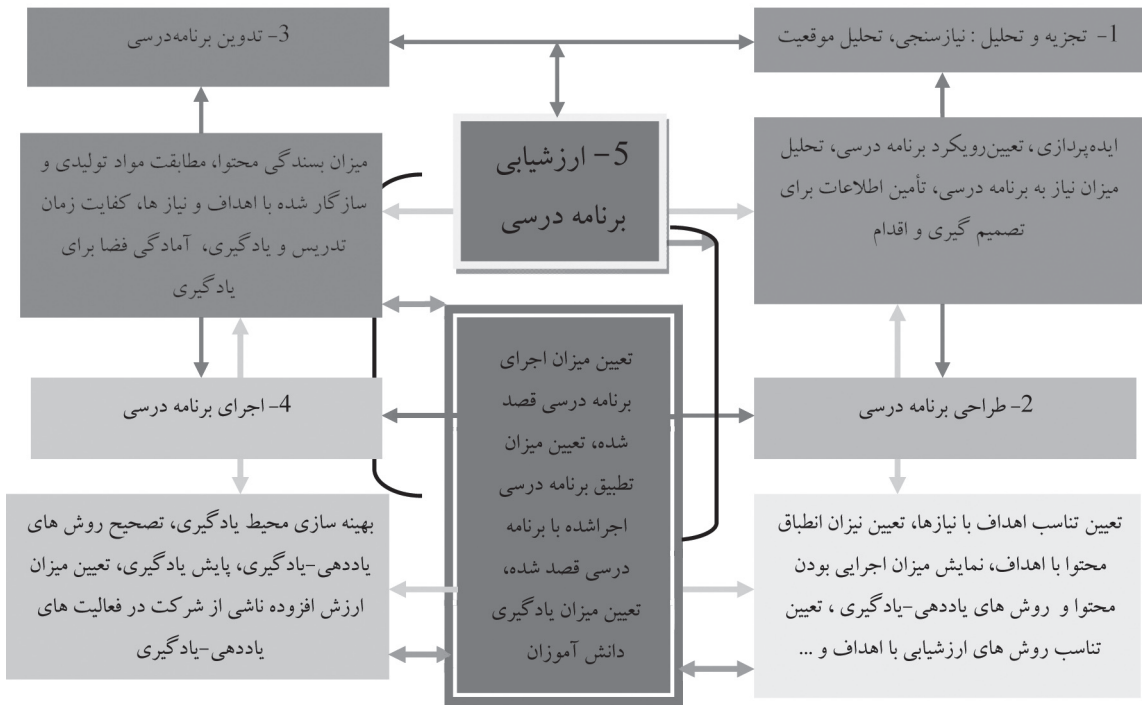 1- تجزیه و تحلیل : نیازسنجی، تحلیل موقعیت
ایده‌پردازی، تعیین‌رویکرد برنامه درسی، تحلیل
میزان نیاز به برنامه درسی، تأمین اطلاعات برای
تصمیم گیری و اقدام
2- طراحی برنامه درسی
تعیین تناسب اهداف با نیازها، تعیین نیزان انطباق
محتوا با اهداف، نمایش میزان اجرایی بودن
محتوا و روش های یاددهی-یادگیری ، تعیین
تناسب روش های ارزشیابی با اهداف و ...
3- تدوین برنامه‌درسی
میزان بسندگی محتوا، مطابقت مواد تولیدی و
سازگار شده با اهداف و نیاز ها، کفایت زمان
تدریس و یادگیری، آمادگی فضا برای
یادگیری
4- اجرای برنامه درسی
بهینه سازی محیط یادگیری، تصحیح روش های
یاددهی-یادگیری، پایش یادگیری، تعیین میزان
ارزش افزوده ناشی از شرکت در فعالیت های
یاددهی-یادگیری
5- ارزشیابی
برنامه درسی
تعیین میزان اجرای
برنامه درسی قصد
شده، تعیین میزان
تطبیق برنامه درسی
اجراشده با برنامه
درسی قصد شده،
تعیین میزان یادگیری
دانش آموزان